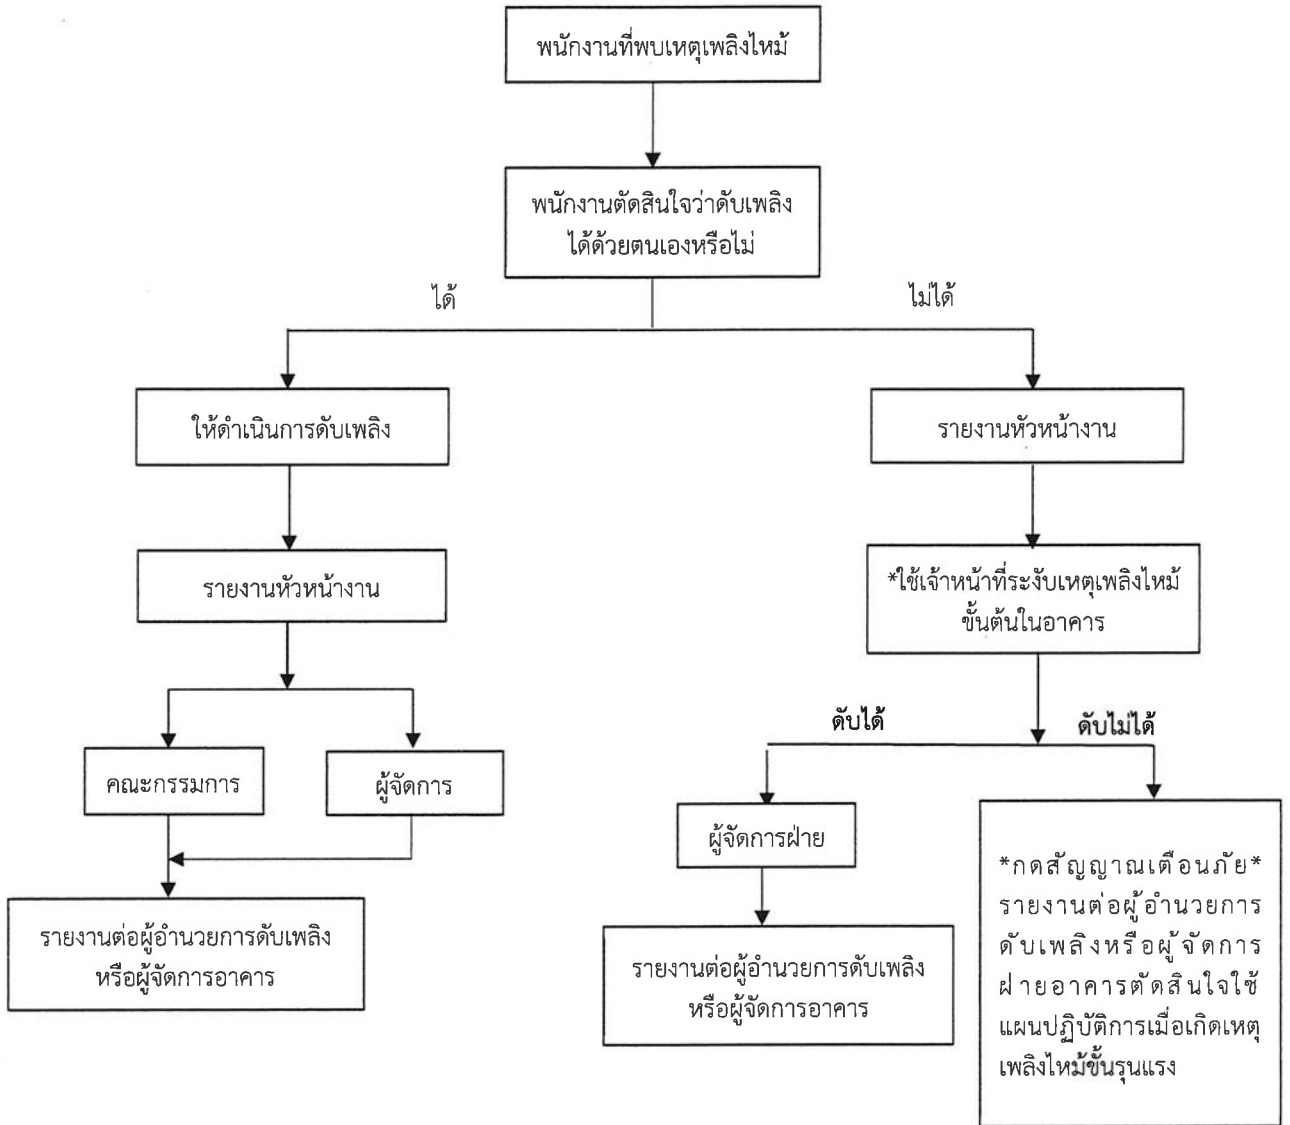 พนักงานที่พบเหตุเพลิงไหม้
พนักงานตัดสินใจว่าดับเพลิง
ได้ด้วยตนเองหรือไม่
ได้
ไม่ได้
ให้ดำเนินการดับเพลิง
รายงานหัวหน้างาน
รายงานหัวหน้างาน
*ใช้เจ้าหน้าที่ระงับเหตุเพลิงไหม้
ขั้นต้นในอาคาร
ดับได้
ดับไม่ได้
คณะกรรมการ
ผู้จัดการ
ผู้จัดการฝ่าย
รายงานต่อผู้อำนวยการดับเพลิง
หรือผู้จัดการอาคาร
รายงานต่อผู้อำนวยการดับเพลิง
หรือผู้จัดการอาคาร
*กดสัญญาณเตือนภัย*
รายงานต่อผู้อำนวยการ
ดับเพลิงหรือผู้จัดการ
ฝ่ายอาคารตัดสินใจใช้
แผนปฏิบัติการเมื่อเกิดเหตุ
เพลิงไหม้ขั้นรุนแรง